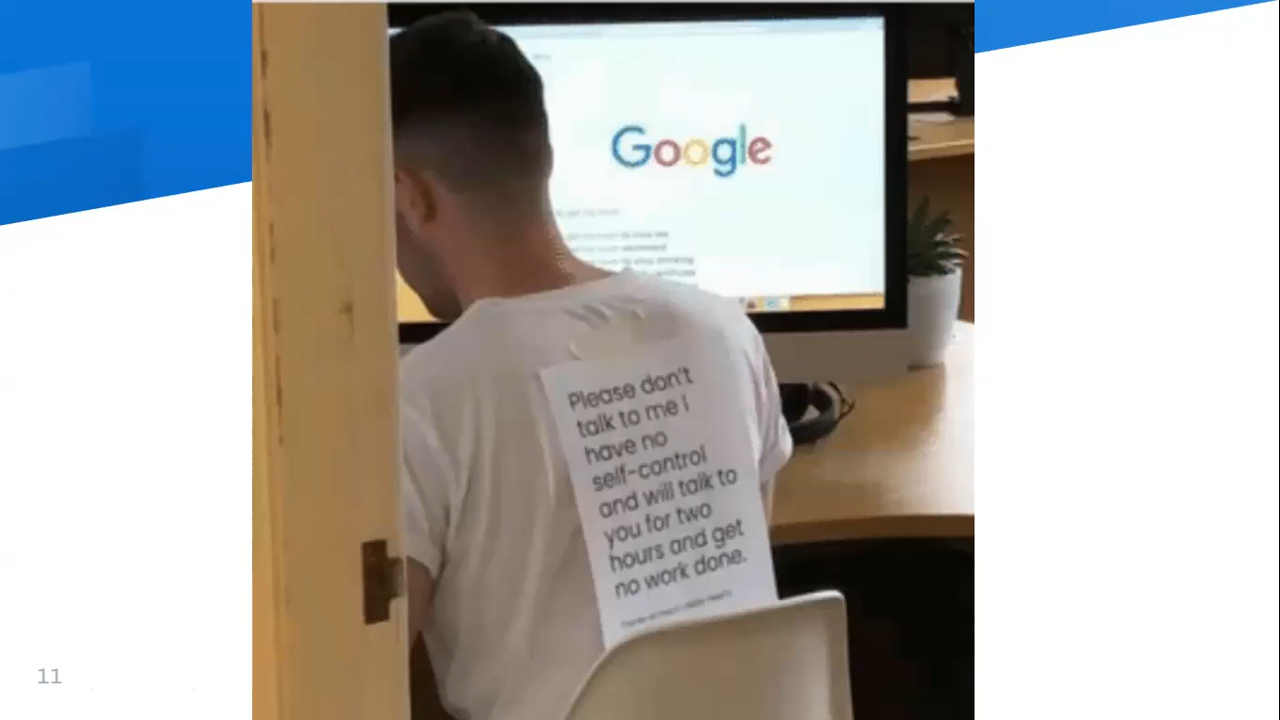 Google
Please don't
talk to me i
have no
self-control
and will talk to
you for two
hours and get
no work done.
11